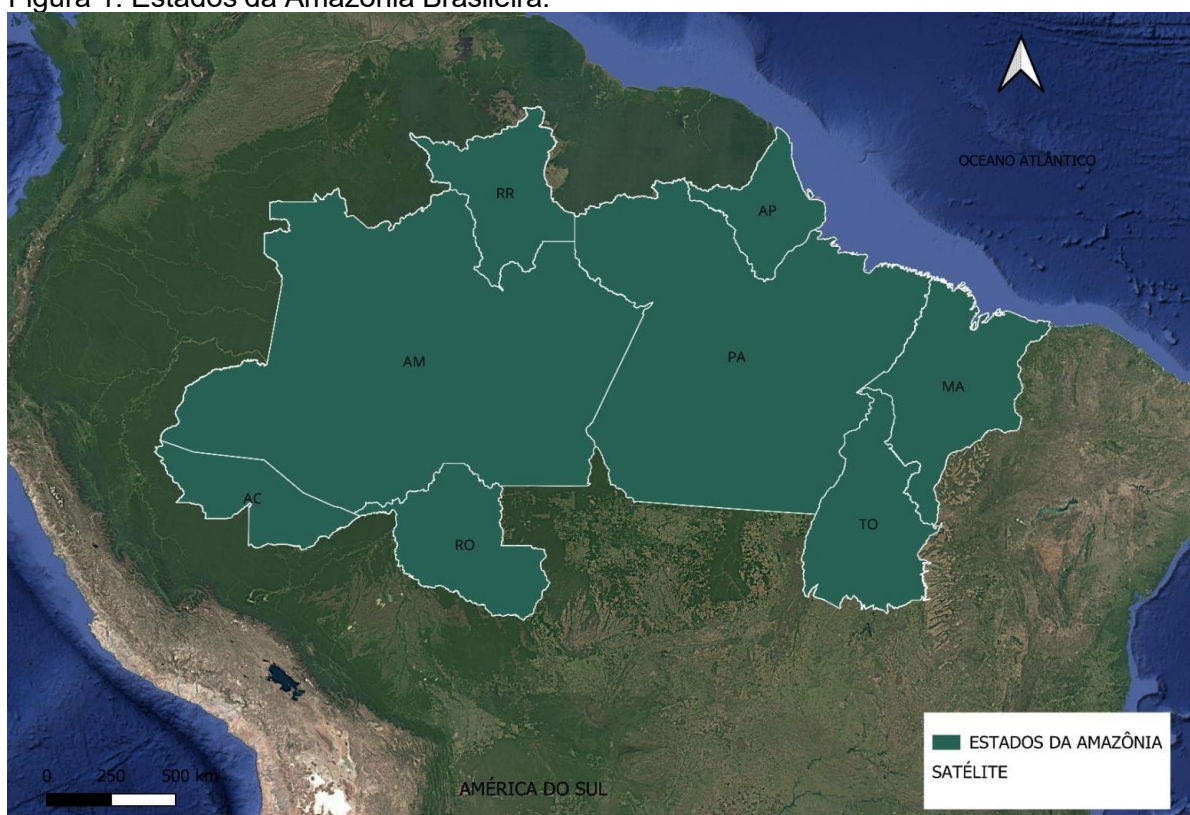 Figura 1: Estados da Amazônia Brasileira.
OCEANO ATLÂNTICO
RR
AP
AM
PA
MA
AC
RO
TO
ESTADOS DA AMAZÔNIA
SATÉLITE
0 250 500 km
AMÉRICA DO SUL